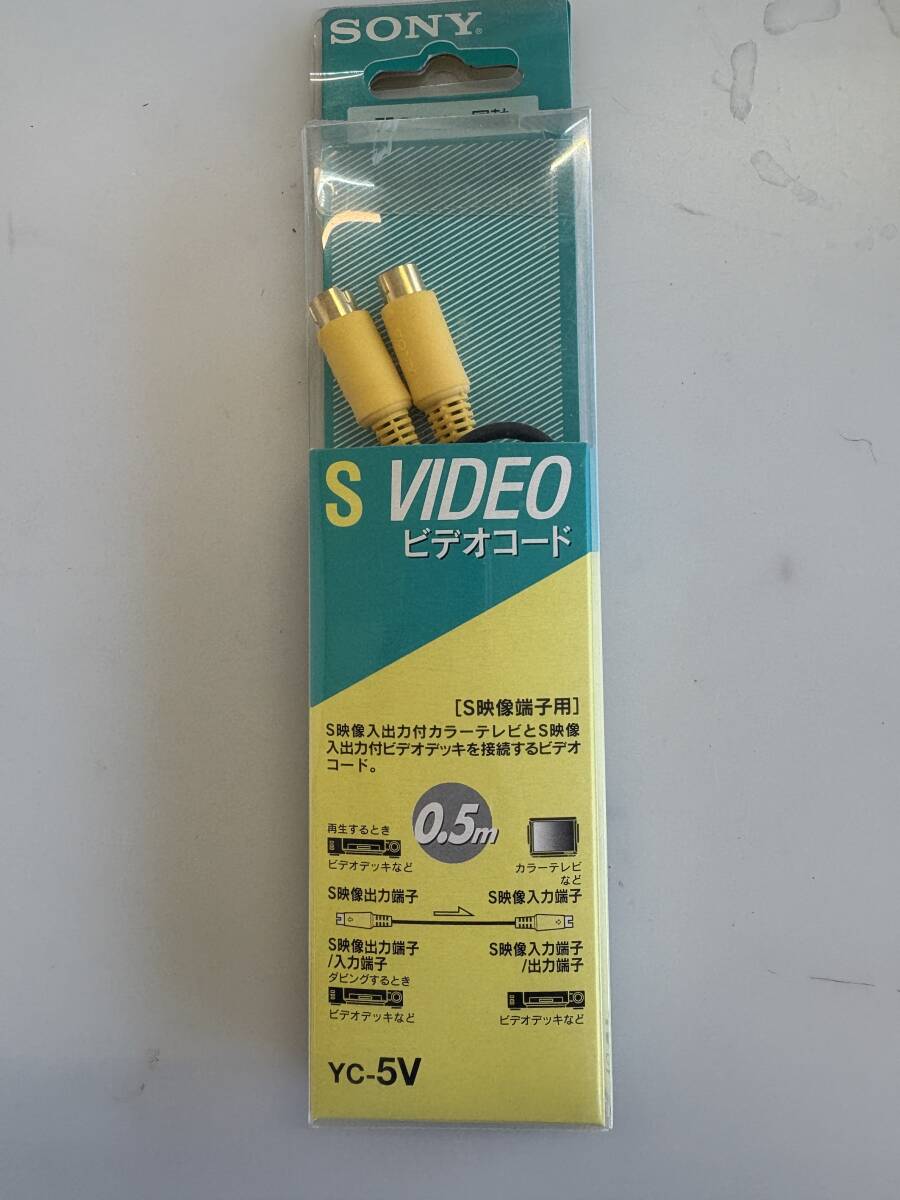 SONY
S VIDEO
ビデオコード
[S映像端子用]
S映像入出力付カラーテレビとS映像
入出力付ビデオデッキを接続するビデオ
コード。
0.5m
再生するとき
ビデオデッキなど
カラーテレビ
など
S映像出力端子
S映像入力端子
S映像出力端子
/入力端子
S映像入力端子
/出力端子
ダビングするとき
ビデオデッキなど
ビデオデッキなど
YC-5V